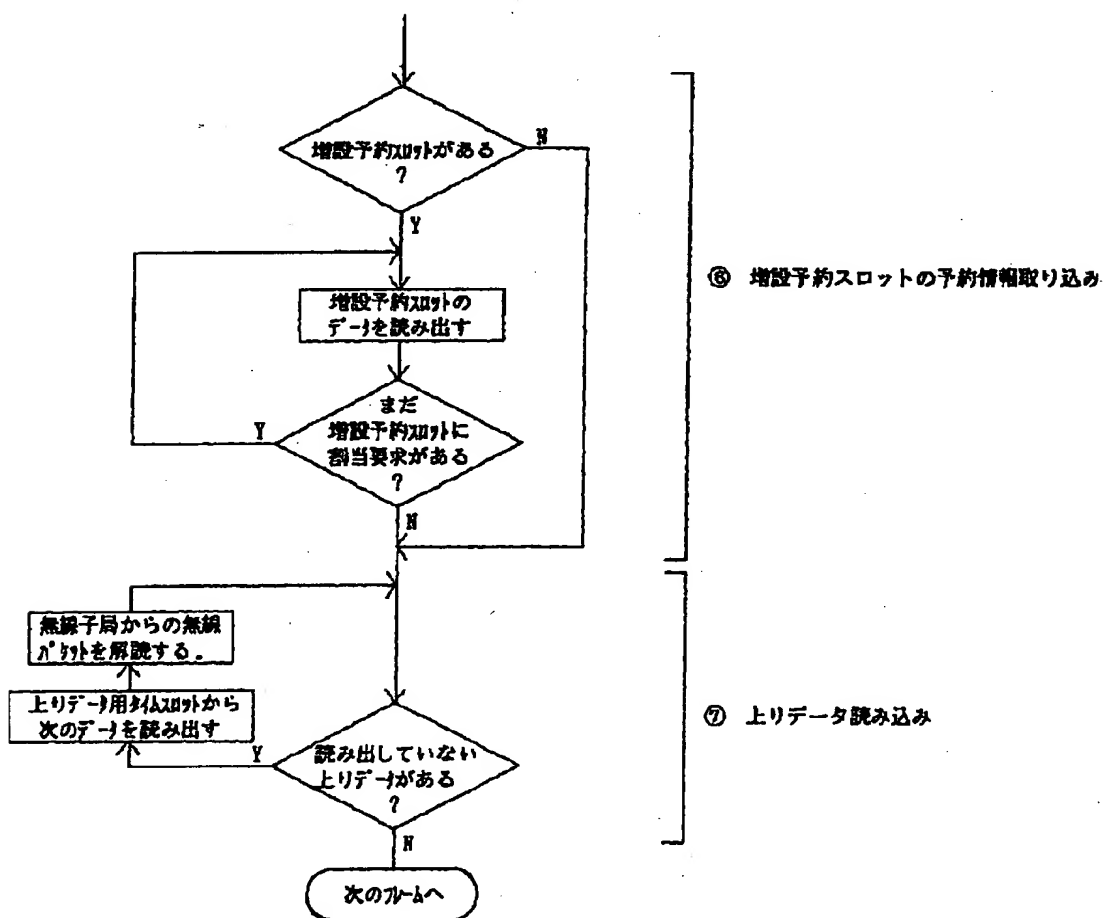 増設予約スロットがある
?
N
Y
増設予約スロットの
データを読み出す
⑥ 増設予約スロットの予約情報取り込み
まだ
増設予約スロットに
割当要求がある
?
Y
N
無線子局からの無線
パケットを解読する.
上りデータ用タイムスロットから
次のデータを読み出す
⑦ 上りデータ読み込み
読み出していない
上りデータがある
?
Y
N
次のフレームへ